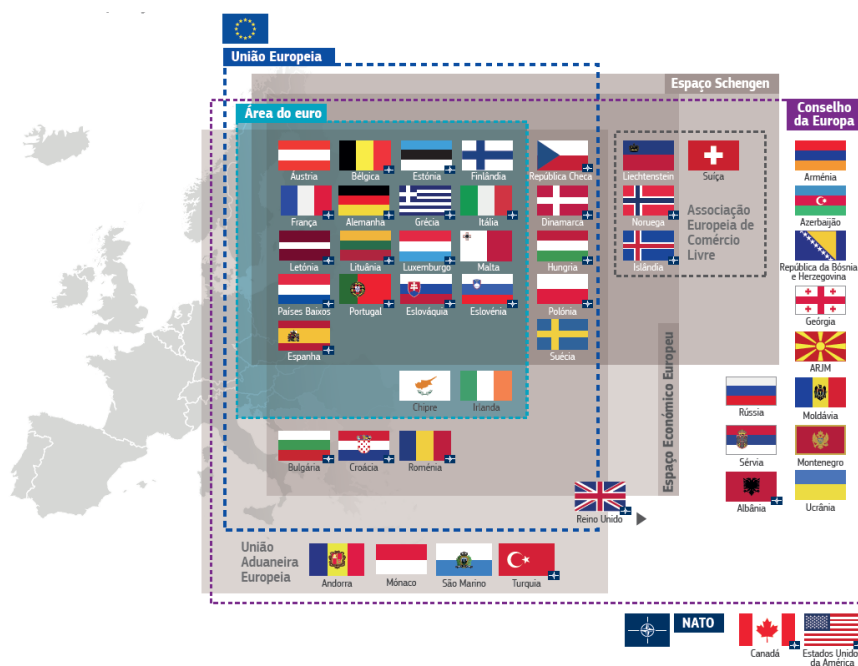 União Europeia
Espaço Schengen
Conselho
da Europa
Área do euro
Áustria
Bélgica
Estónia
Finlândia
República Checa
Liechtenstein
Suíça
Arménia
França
Alemanha
Grécia
Itália
Dinamarca
Noruega
Associação
Europeia de
Comércio
Livre
Azerbaijão
Letónia
Lituânia
Luxemburgo
Malta
Hungria
Islândia
República da Bósnia
e Herzegovina
Países Baixos
Portugal
Eslováquia
Eslovénia
Polónia
Geórgia
Espanha
Suécia
ARJM
Espaço Económico Europeu
Chipre
Irlanda
Rússia
Moldávia
Bulgária
Croácia
Roménia
Sérvia
Montenegro
Reino Unido
Albânia
Ucrânia
União
Aduaneira
Europeia
Andorra
Mónaco
São Marino
Turquia
NATO
Canadá
Estados Unido
da América